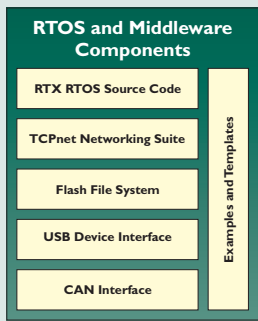 RTOS and Middleware
Components
RTX RTOS Source Code
TCPnet Networking Suite
Flash File System
USB Device Interface
CAN Interface
Examples and Templates